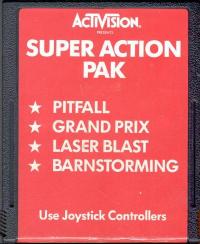 ACTIVISION.
PRESENTS
SUPER ACTION
PAK
★ PITFALL
★ GRAND PRIX
★ LASER BLAST
★ BARNSTORMING
Use Joystick Controllers